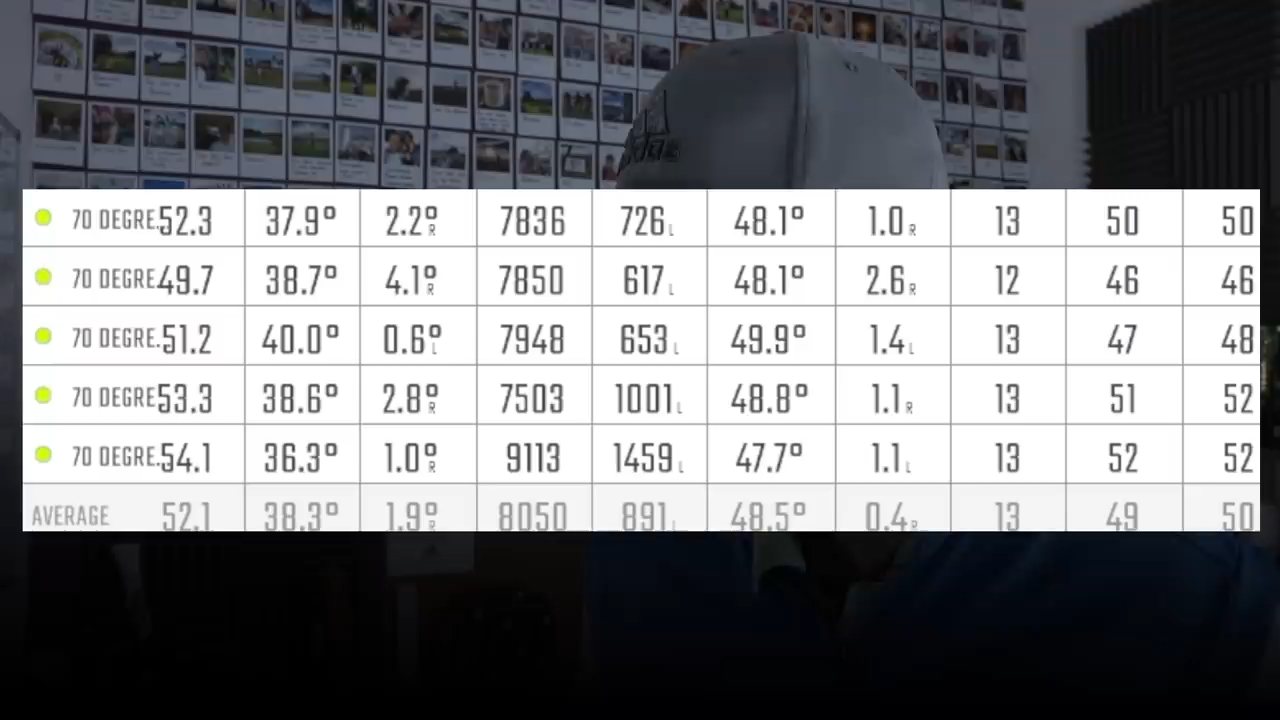 70 DEGRE. 52.3 37.9° 2.2° R 7836 726 L 48.1° 1.0 R 13 50 50
70 DEGRE. 49.7 38.7° 4.1° R 7850 617 L 48.1° 2.6 R 12 46 46
70 DEGRE. 51.2 40.0° 0.6° L 7948 653 L 49.9° 1.4 L 13 47 48
70 DEGRE 53.3 38.6° 2.8° R 7503 1001 L 48.8° 1.1 R 13 51 52
70 DEGRE. 54.1 36.3° 1.0° R 9113 1459 L 47.7° 1.1 L 13 52 52
AVERAGE 52.1 38.3° 1.9° R 8050 891 L 48.5° 0.4 R 13 49 50